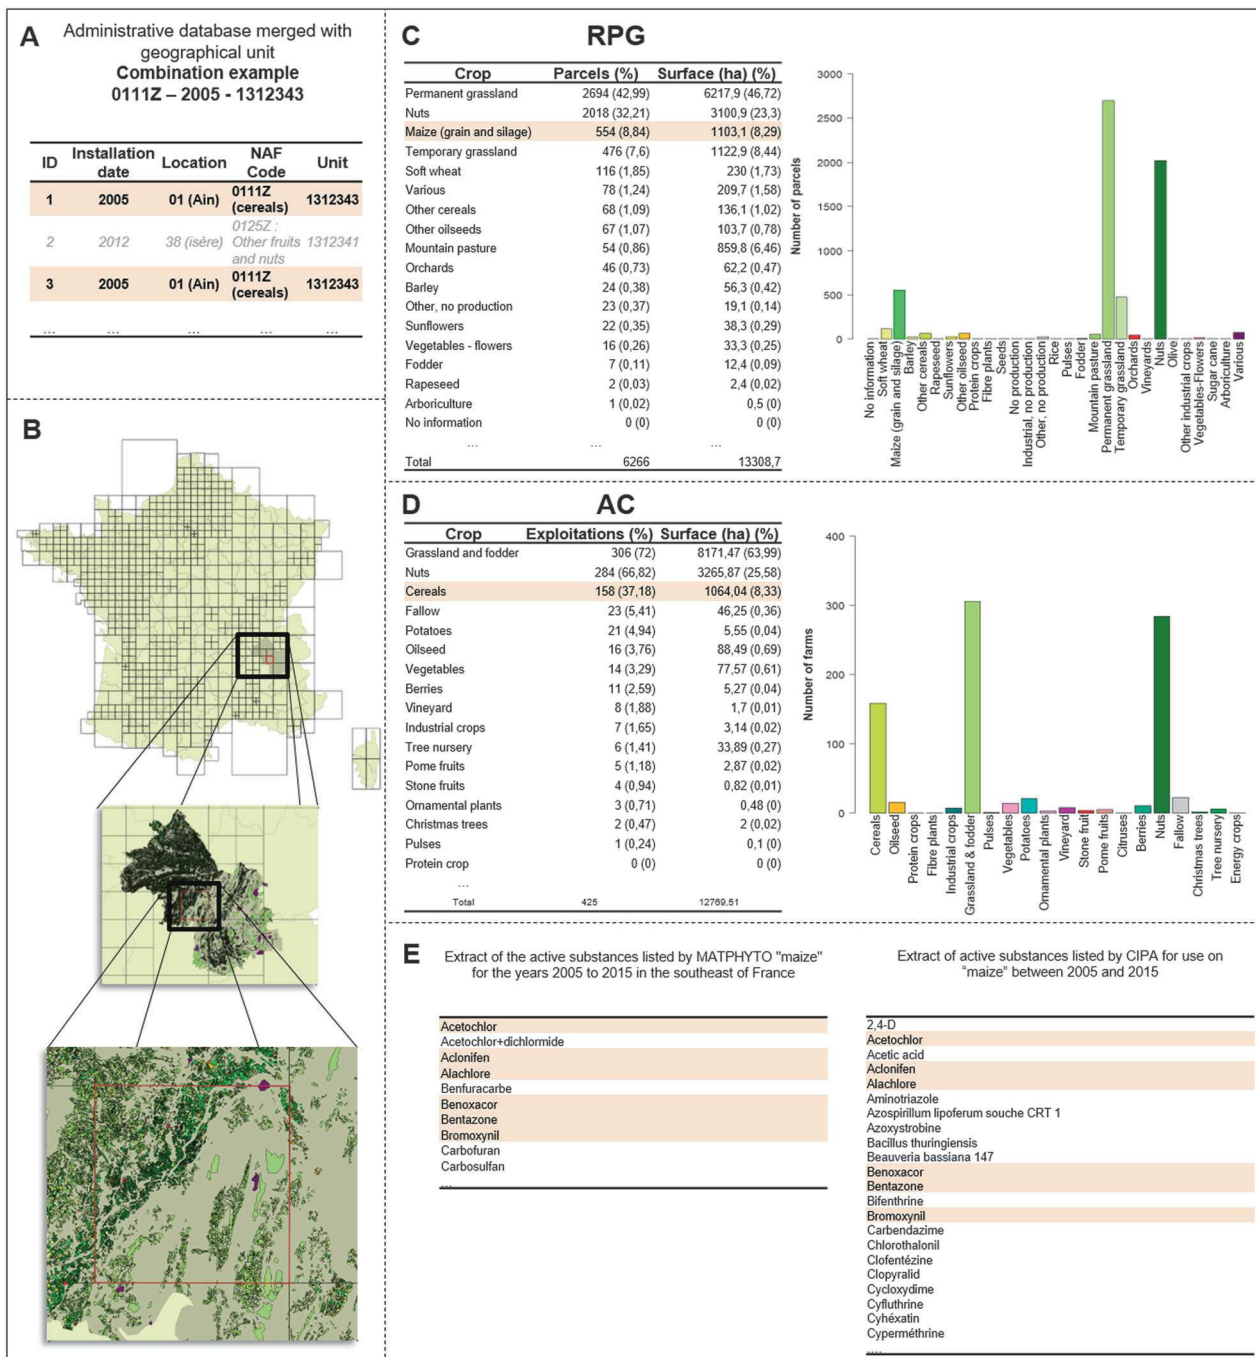 A
Administrative database merged with
geographical unit
Combination example
0111Z – 2005 - 1312343
ID Installation date Location NAF Code Unit
1 2005 01 (Ain) 0111Z (cereals) 1312343
2 2012 38 (isère) 0125Z : Other fruits and nuts 1312341
3 2005 01 (Ain) 0111Z (cereals) 1312343
... ... ... ... ...
B
C RPG
Crop Parcels (%) Surface (ha) (%)
Permanent grassland 2694 (42,99) 6217,9 (46,72)
Nuts 2018 (32,21) 3100,9 (23,3)
Maize (grain and silage) 554 (8,84) 1103,1 (8,29)
Temporary grassland 476 (7,6) 1122,9 (8,44)
Soft wheat 116 (1,85) 230 (1,73)
Various 78 (1,24) 209,7 (1,58)
Other cereals 68 (1,09) 136,1 (1,02)
Other oilseeds 67 (1,07) 103,7 (0,78)
Mountain pasture 54 (0,86) 859,8 (6,46)
Orchards 46 (0,73) 62,2 (0,47)
Barley 24 (0,38) 56,3 (0,42)
Other, no production 23 (0,37) 19,1 (0,14)
Sunflowers 22 (0,35) 38,3 (0,29)
Vegetables - flowers 16 (0,26) 33,3 (0,25)
Fodder 7 (0,11) 12,4 (0,09)
Rapeseed 2 (0,03) 2,4 (0,02)
Arboriculture 1 (0,02) 0,5 (0)
No information 0 (0) 0 (0)
... ... ...
Total 6266 13308,7
Number of parcels
3000
2500
2000
1500
1000
500
0
No information
Soft wheat
Maize (grain and silage)
Barley
Other cereals
Rapeseed
Sunflowers
Other oilseed
Protein crops
Fibre plants
Seeds
No production
Industrial, no production
Other, no production
Rice
Pulses
Fodder
Mountain pasture
Permanent grassland
Temporary grassland
Orchards
Vineyards
Nuts
Olive
Other industrial crops
Vegetables-Flowers
Sugar cane
Arboriculture
Various
D AC
Crop Exploitations (%) Surface (ha) (%)
Grassland and fodder 306 (72) 8171,47 (63,99)
Nuts 284 (66,82) 3265,87 (25,58)
Cereals 158 (37,18) 1064,04 (8,33)
Fallow 23 (5,41) 46,25 (0,36)
Potatoes 21 (4,94) 5,55 (0,04)
Oilseed 16 (3,76) 88,49 (0,69)
Vegetables 14 (3,29) 77,57 (0,61)
Berries 11 (2,59) 5,27 (0,04)
Vineyard 8 (1,88) 1,7 (0,01)
Industrial crops 7 (1,65) 3,14 (0,02)
Tree nursery 6 (1,41) 33,89 (0,27)
Pome fruits 5 (1,18) 2,87 (0,02)
Stone fruits 4 (0,94) 0,82 (0,01)
Ornamental plants 3 (0,71) 0,48 (0)
Christmas trees 2 (0,47) 2 (0,02)
Pulses 1 (0,24) 0,1 (0)
Protein crop 0 (0) 0 (0)
...
Total 425 12769,51
Number of farms
400
300
200
100
0
Cereals
Oilseed
Protein crops
Fibre plants
Industrial crops
Grassland & fodder
Pulses
Vegetables
Potatoes
Ornamental plants
Vineyard
Stone fruit
Pome fruits
Citruses
Berries
Nuts
Fallow
Christmas trees
Tree nursery
Energy crops
E
Extract of the active substances listed by MATPHYTO "maize"
for the years 2005 to 2015 in the southeast of France
Acetochlor
Acetochlor+dichlormide
Aclonifen
Alachlore
Benfuracarbe
Benoxacor
Bentazone
Bromoxynil
Carbofuran
Carbosulfan
...
Extract of active substances listed by CIPA for use on
"maize" between 2005 and 2015
2,4-D
Acetochlor
Acetic acid
Aclonifen
Alachlore
Aminotriazole
Azospirillum lipoferum souche CRT 1
Azoxystrobine
Bacillus thuringiensis
Beauveria bassiana 147
Benoxacor
Bentazone
Bifenthrine
Bromoxynil
Carbendazime
Chlorothalonil
Clofentézine
Clopyralid
Cycloxydime
Cyfluthrine
Cyhéxatin
Cyperméthrine
....